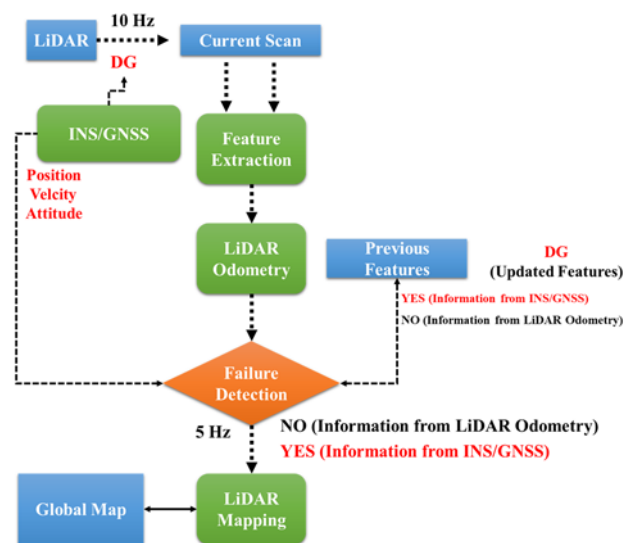 10 Hz
LiDAR
Current Scan
DG
INS/GNSS
Feature
Extraction
Position
Velcity
Attitude
LiDAR
Odometry
Previous
Features
DG
(Updated Features)
YES (Information from INS/GNSS)
NO (Information from LiDAR Odometry)
Failure
Detection
5 Hz
NO (Information from LiDAR Odometry)
YES (Information from INS/GNSS)
Global Map
LiDAR
Mapping